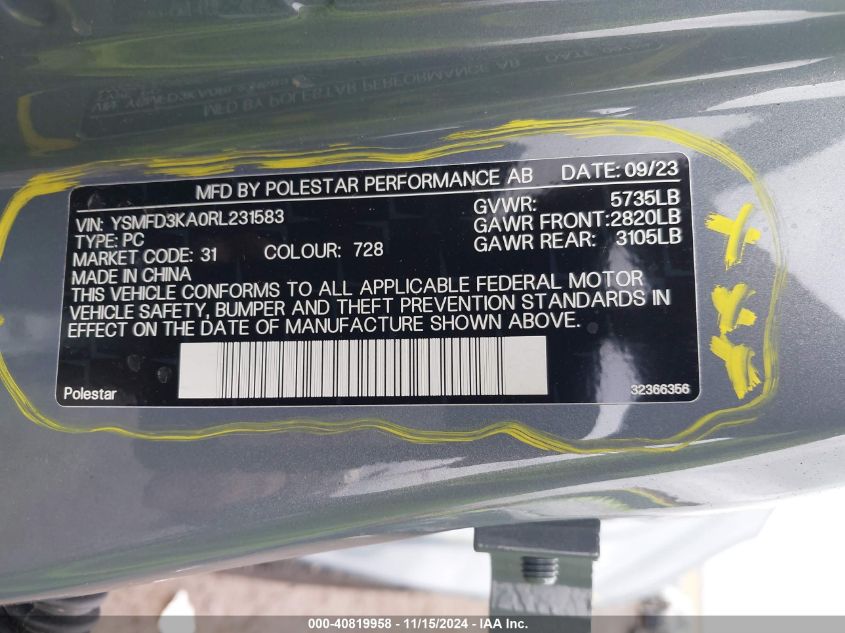 MFD BY POLESTAR PERFORMANCE AB DATE: 09/23
VIN: YSMFD3KA0RL231583 GVWR: 5735LB
TYPE: PC GAWR FRONT: 2820LB
MARKET CODE: 31 COLOUR: 728 GAWR REAR: 3105LB
MADE IN CHINA
THIS VEHICLE CONFORMS TO ALL APPLICABLE FEDERAL MOTOR
VEHICLE SAFETY, BUMPER AND THEFT PREVENTION STANDARDS IN
EFFECT ON THE DATE OF MANUFACTURE SHOWN ABOVE.
Polestar 32366356
000-40819958 - 11/15/2024 - IAA Inc.